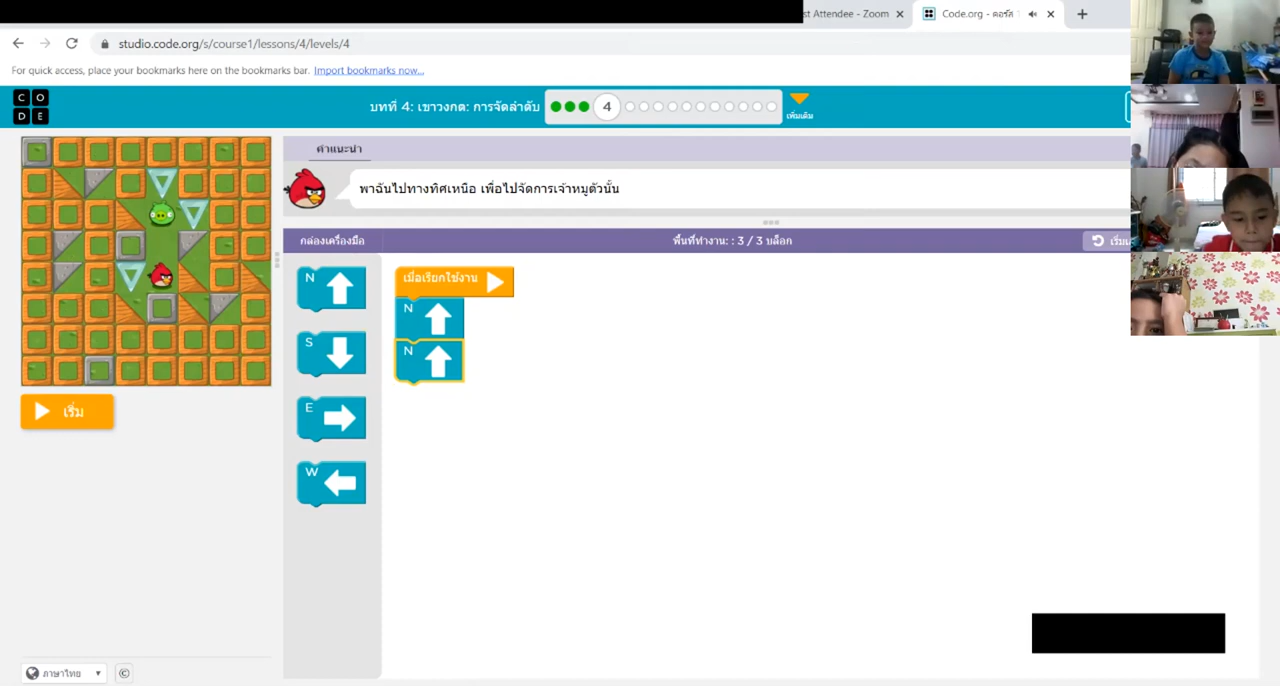 st Attendee - Zoom
Code.org - คอร์ส
studio.code.org/s/course1/lessons/4/levels/4
For quick access, place your bookmarks here on the bookmarks bar. Import bookmarks now...
C O
D E
บทที่ 4: เขาวงกต: การจัดลำดับ
4
เพิ่มเติม
คำแนะนำ
พาฉันไปทางทิศเหนือ เพื่อไปจัดการเจ้าหมูตัวนั้น
กล่องเครื่องมือ
พื้นที่ทำงาน: : 3 / 3 บล็อก
N
S
E
W
เมื่อเรียกใช้งาน
N
N
เริ่ม
ภาษาไทย
©